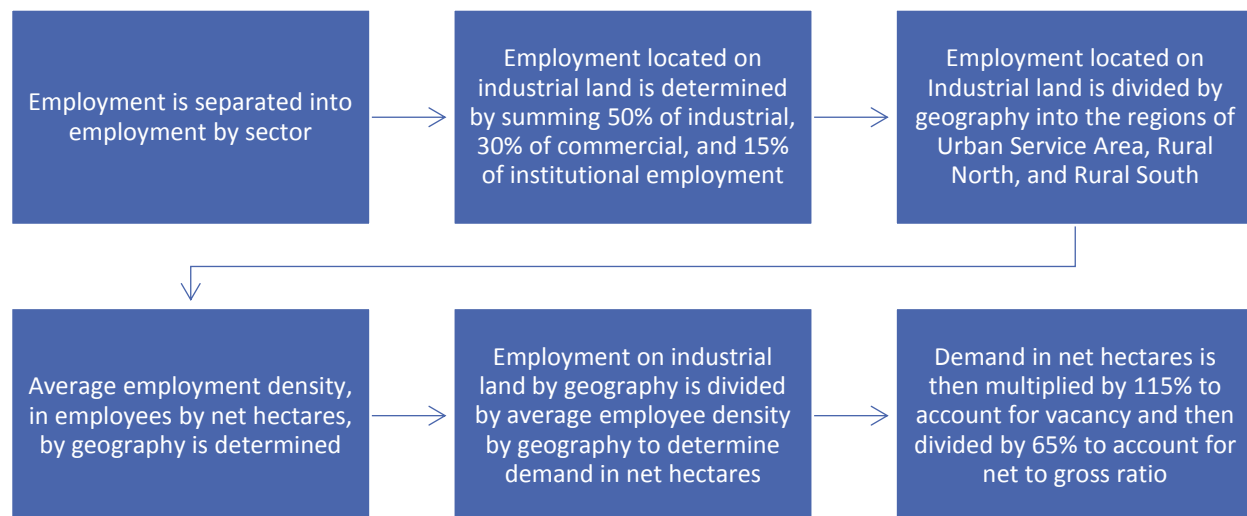 Employment is separated into
employment by sector
Employment located on
industrial land is determined
by summing 50% of industrial,
30% of commercial, and 15%
of institutional employment
Employment located on
Industrial land is divided by
geography into the regions of
Urban Service Area, Rural
North, and Rural South
Average employment density,
in employees by net hectares,
by geography is determined
Employment on industrial
land by geography is divided
by average employee density
by geography to determine
demand in net hectares
Demand in net hectares is
then multiplied by 115% to
account for vacancy and then
divided by 65% to account for
net to gross ratio